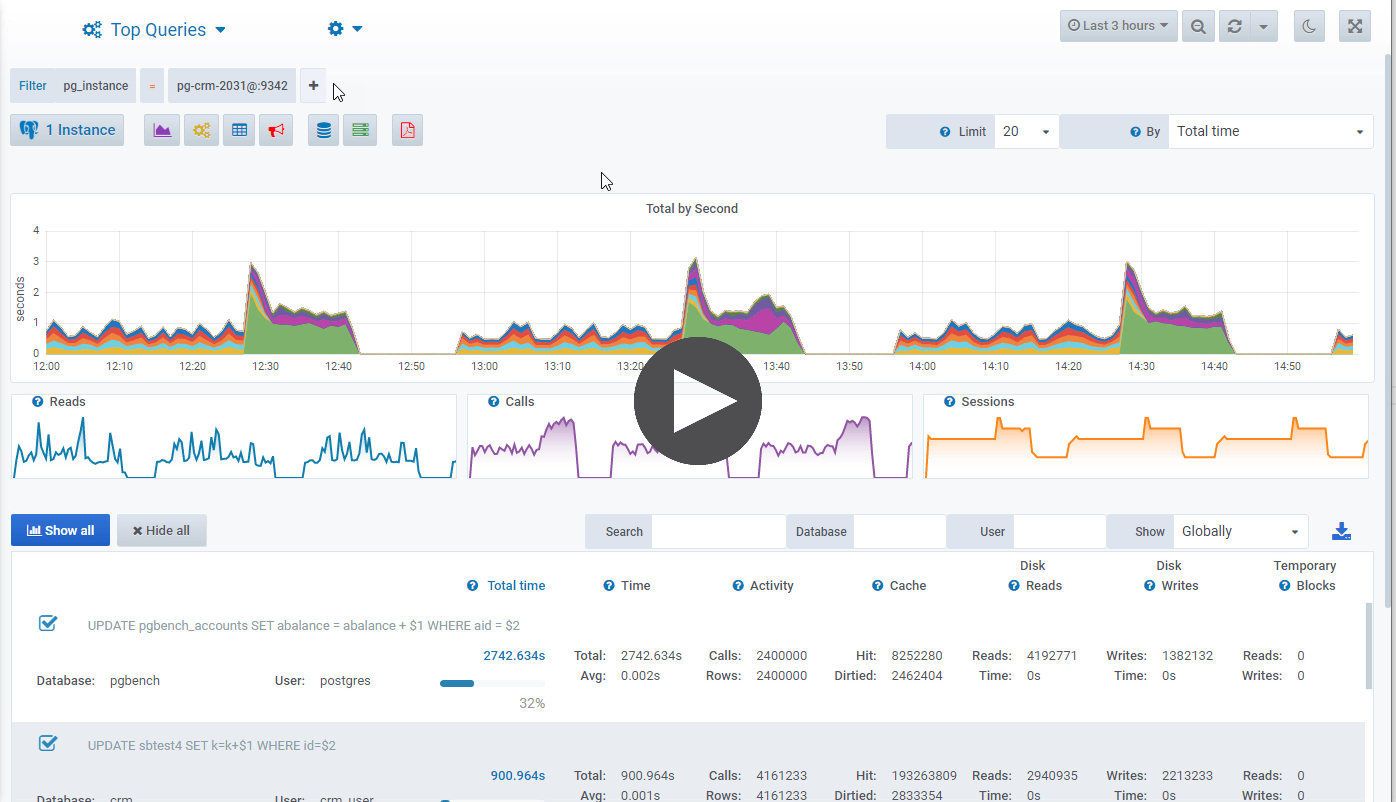 Top Queries
Last 3 hours
Filter pg_instance = pg-crm-2031@:9342 +
1 Instance
Limit 20 By Total time
Total by Second
4
3
2
1
0
seconds
12:00 12:10 12:20 12:30 12:40 12:50 13:00 13:10 13:40 13:50 14:00 14:10 14:20 14:30 14:40 14:50
Reads Calls Sessions
Show all Hide all Search Database User Show Globally
Disk Disk Temporary
Total time Time Activity Cache Reads Writes Blocks
UPDATE pgbench_accounts SET abalance = abalance + $1 WHERE aid = $2
2742.634s Total: 2742.634s Calls: 2400000 Hit: 8252280 Reads: 4192771 Writes: 1382132 Reads: 0
Avg: 0.002s Rows: 2400000 Dirtied: 2462404 Time: 0s Time: 0s Writes: 0
Database: pgbench User: postgres
32%
UPDATE sbtest4 SET k=k+$1 WHERE id=$2
900.964s Total: 900.964s Calls: 4161233 Hit: 193263809 Reads: 2940935 Writes: 2213233 Reads: 0
Avg: 0.001s Rows: 4161233 Dirtied: 2833354 Time: 0s Time: 0s Writes: 0
Database: crm User: crm_user